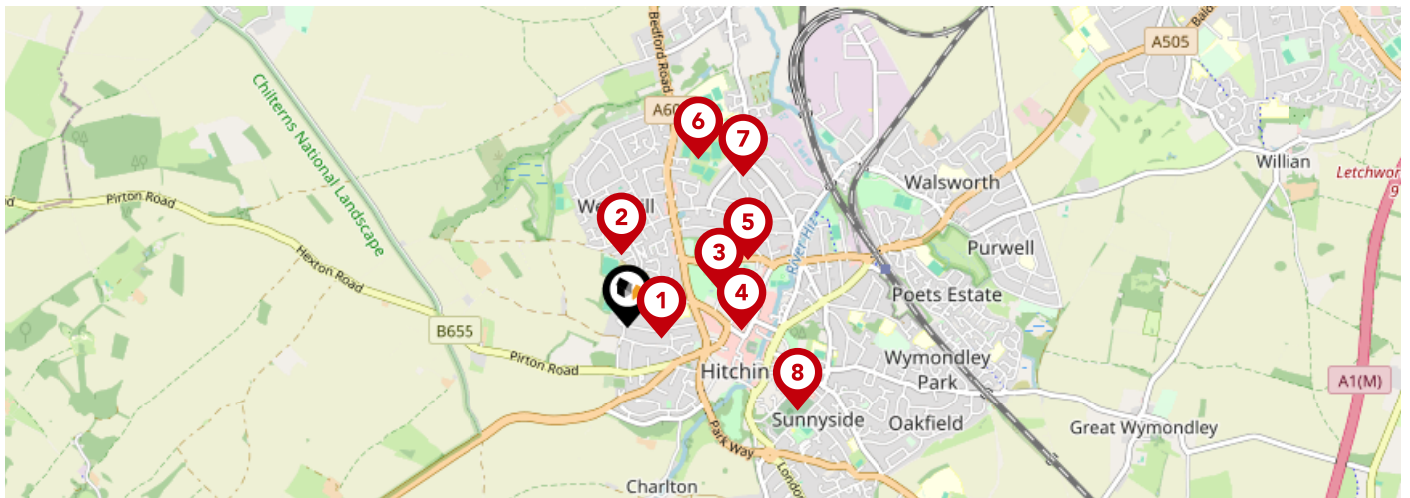 A505
Bedford Road
6
7
Chilterns National Landscape
Willian
Walsworth
Pirton Road
2
5
River Hiz
Purwell
3
Hexton Road
4
Poets Estate
1
B655
Wymondley
Park
Pirton Road
Hitchin
8
A1(M)
Sunnyside
Oakfield
Great Wymondley
Park Way
Charlton